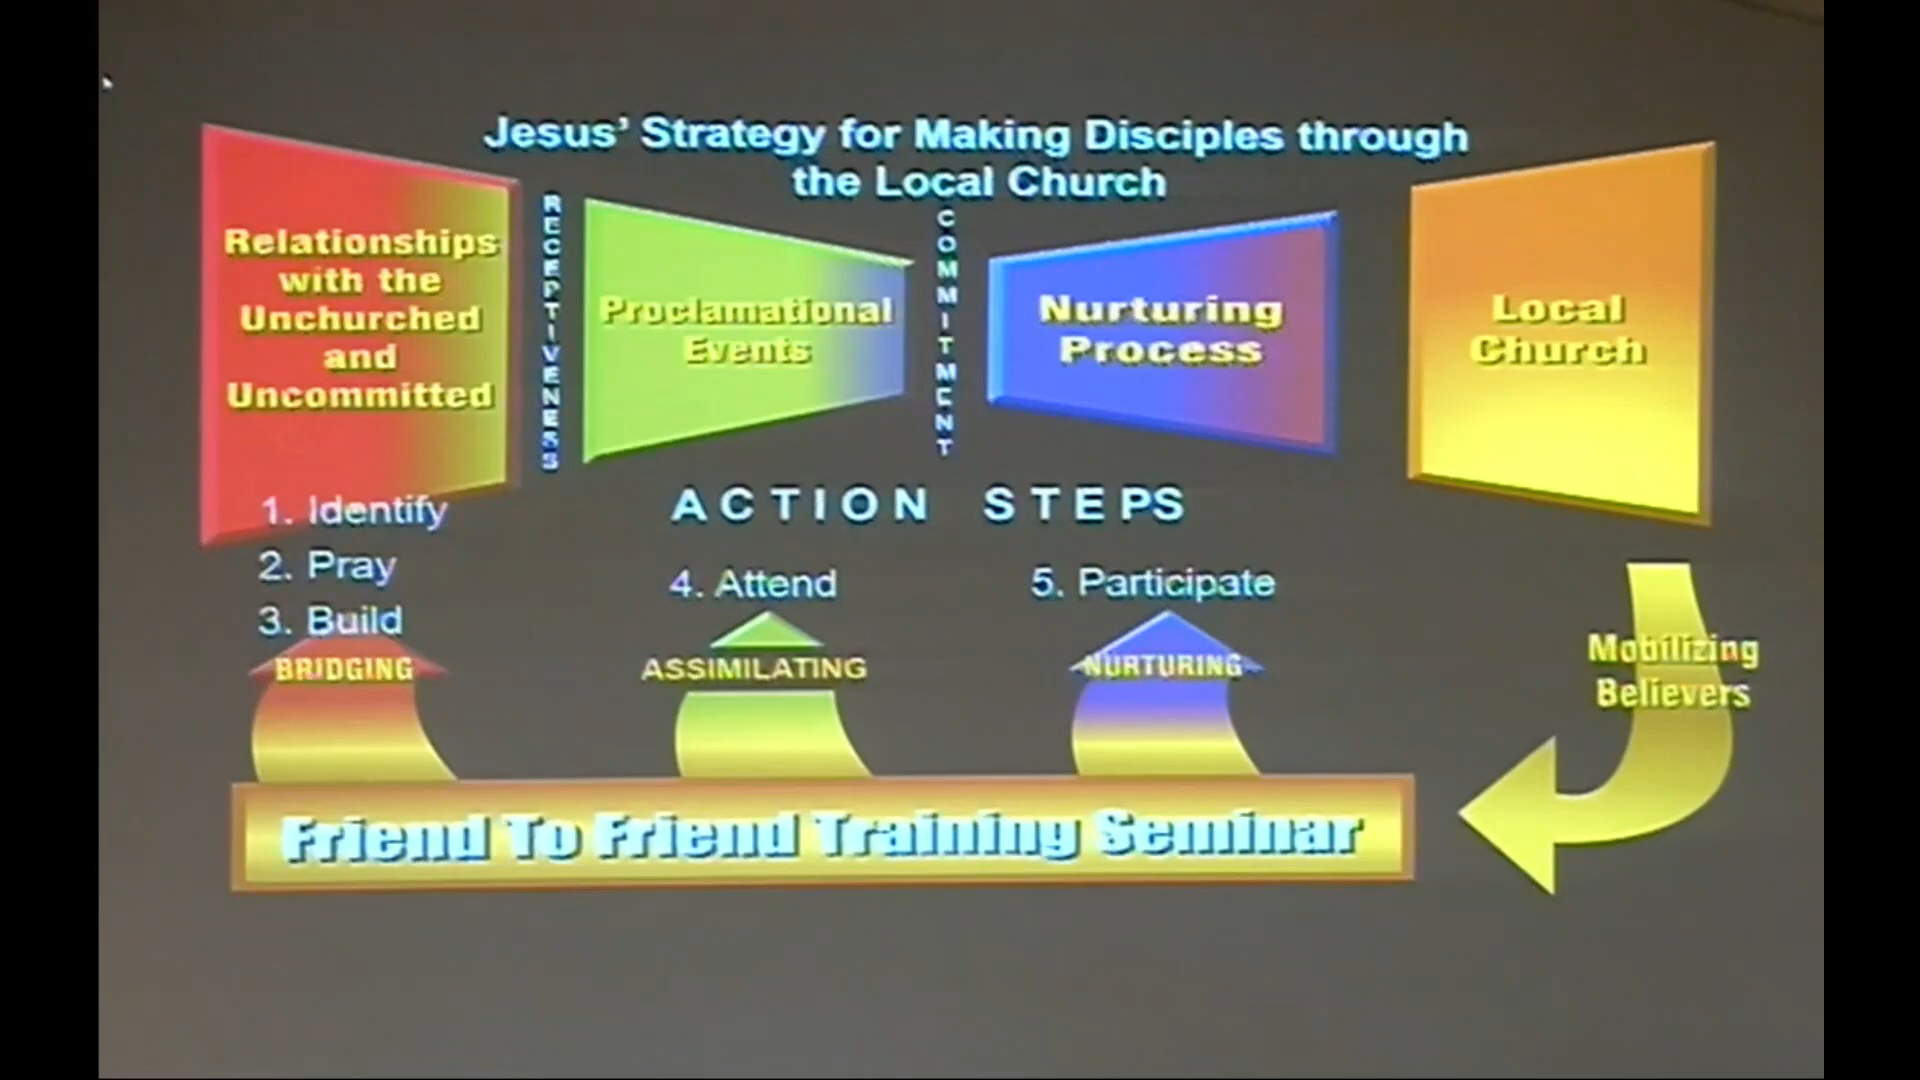 Jesus' Strategy for Making Disciples through
the Local Church
Relationships
with the
Unchurched
and
Uncommitted
RECEPTIVENESS
Proclamational
Events
COMMITMENT
Nurturing
Process
Local
Church
ACTION STEPS
1. Identify
2. Pray
3. Build
4. Attend
5. Participate
BRIDGING
ASSIMILATING
NURTURING
Mobilizing
Believers
Friend To Friend Training Seminar